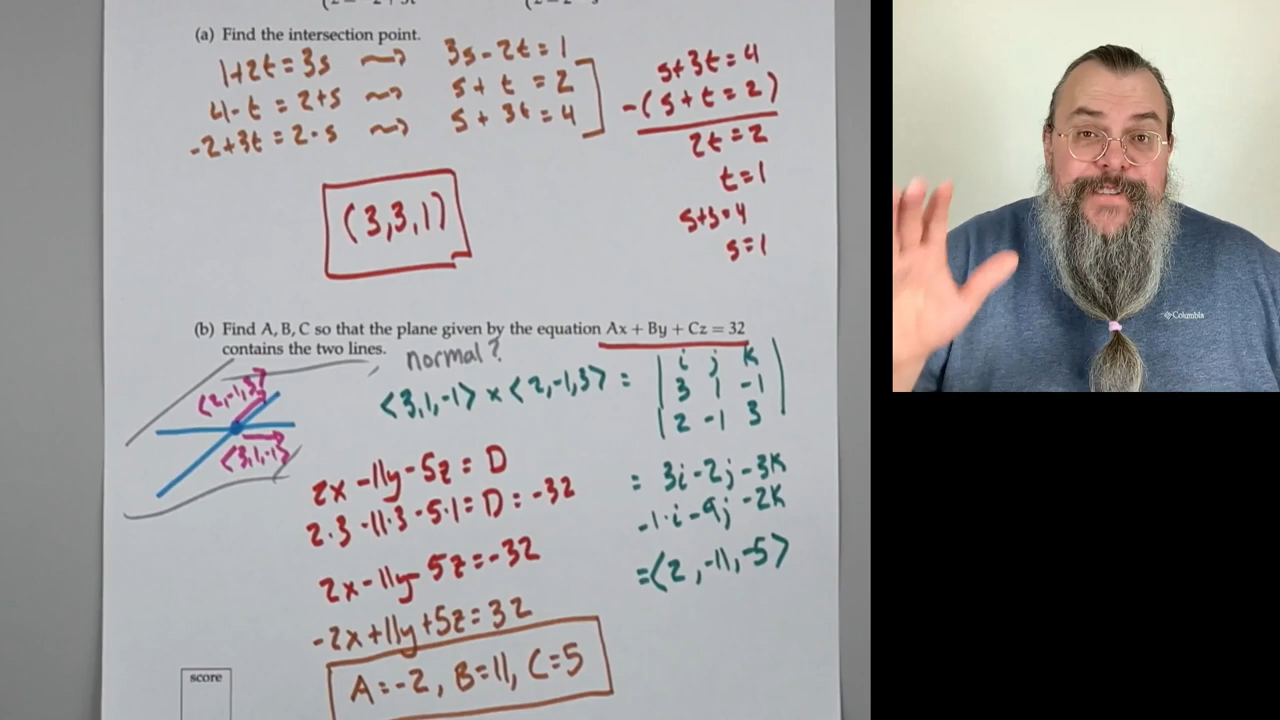 (a) Find the intersection point.
1+2t=3s ⇝ 3s-2t=1
4-t=2+s ⇝ s+t=2
-2+3t=2-s ⇝ s+3t=4
s+3t=4
-(s+t=2)
2t=2
t=1
s+3=4
s=1
(3,3,1)
(b) Find A, B, C so that the plane given by the equation Ax + By + Cz = 32
contains the two lines.
normal?
<2,-1,3>
<3,1,-1>
<3,1,-1> × <2,-1,3> =
i j k
3 1 -1
2 -1 3
= 3i-2j-3k
-1·i-9j-2k
=<2,-11,-5>
2x-11y-5z=D
2·3-11·3-5·1=D=-32
2x-11y-5z=-32
-2x+11y+5z=32
A=-2, B=11, C=5
score
Columbia